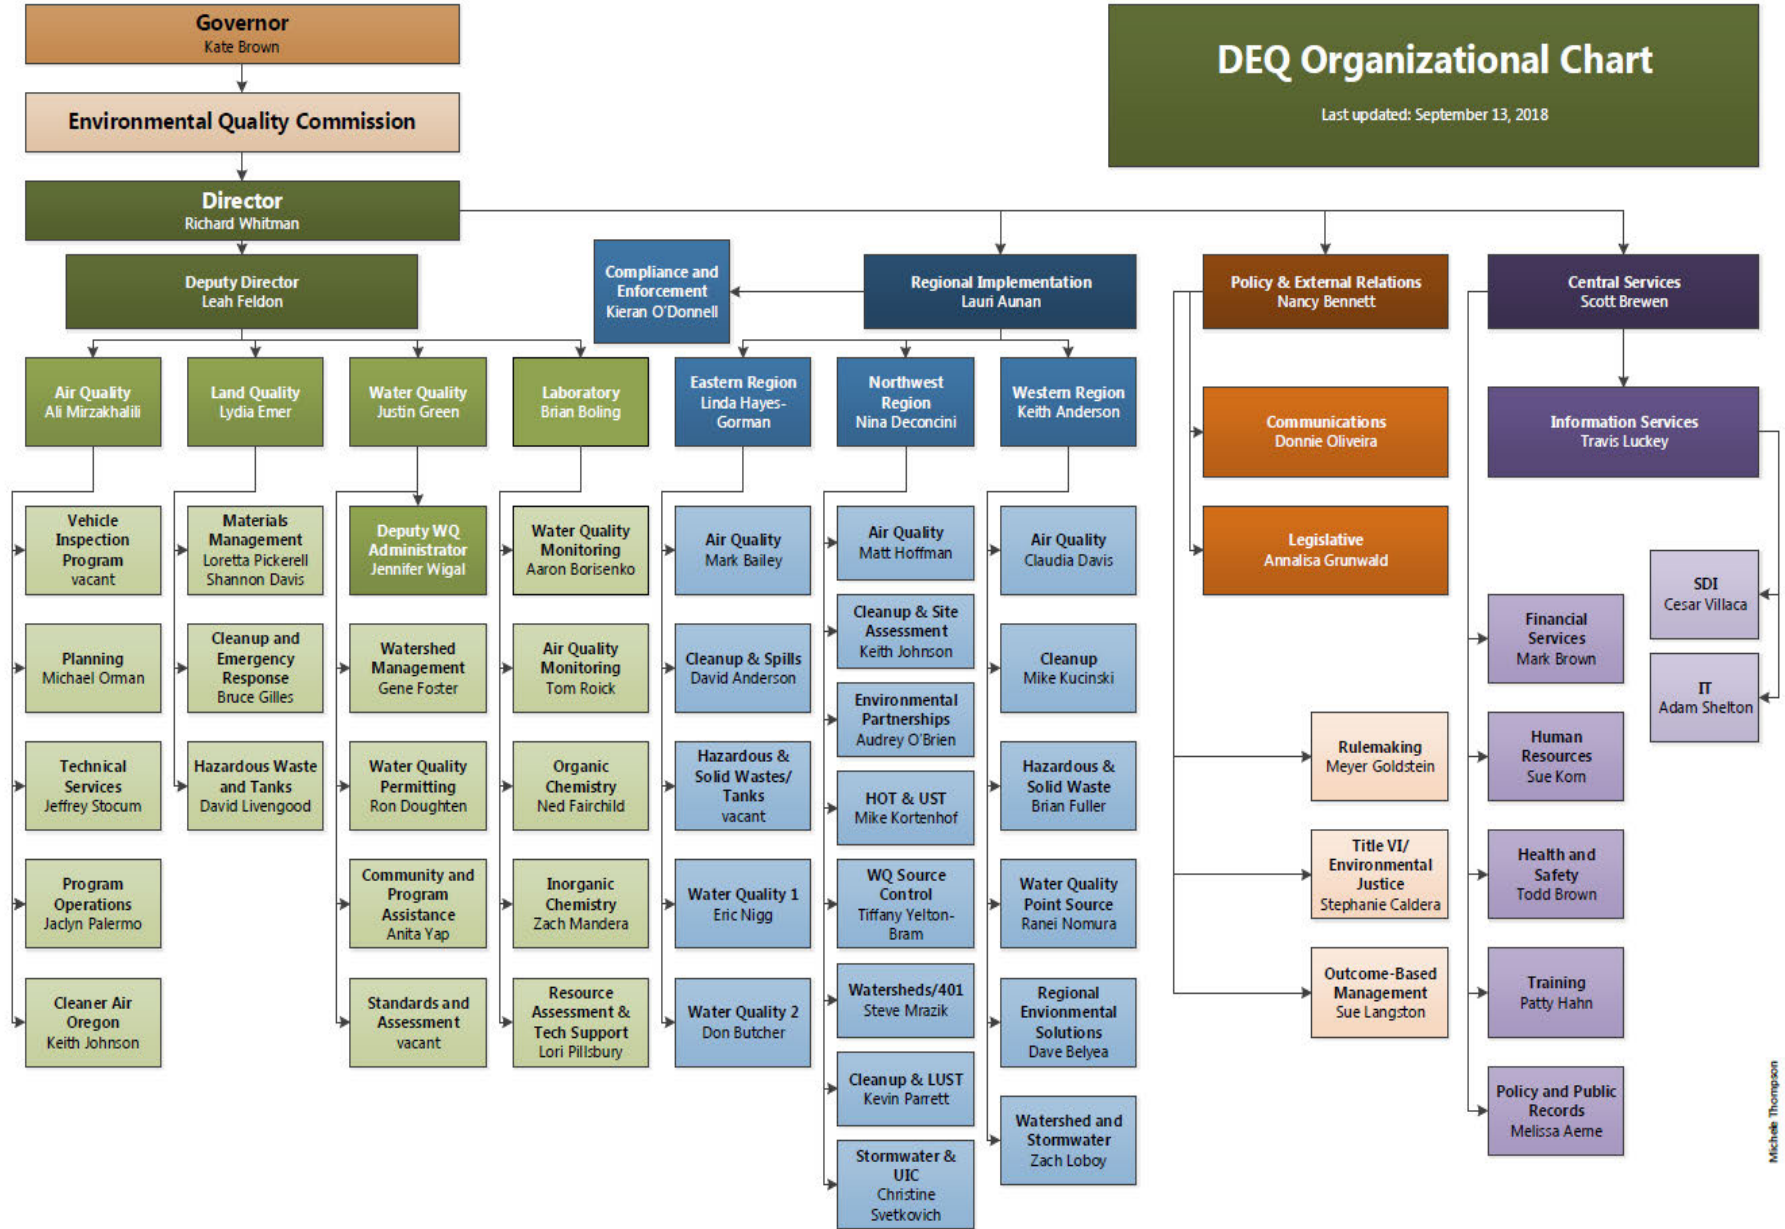 Governor
Kate Brown
DEQ Organizational Chart
Last updated: September 13, 2018
Environmental Quality Commission
Director
Richard Whitman
Deputy Director
Leah Feldon
Compliance and
Enforcement
Kieran O'Donnell
Regional Implementation
Lauri Aunan
Policy & External Relations
Nancy Bennett
Central Services
Scott Brewen
Air Quality
Ali Mirzakhalili
Land Quality
Lydia Emer
Water Quality
Justin Green
Laboratory
Brian Boling
Eastern Region
Linda Hayes-
Gorman
Northwest
Region
Nina Deconcini
Western Region
Keith Anderson
Communications
Donnie Oliveira
Information Services
Travis Luckey
Legislative
Annalisa Grunwald
Vehicle
Inspection
Program
vacant
Planning
Michael Orman
Technical
Services
Jeffrey Stocum
Program
Operations
Jaclyn Palermo
Cleaner Air
Oregon
Keith Johnson
Materials
Management
Loretta Pickerell
Shannon Davis
Cleanup and
Emergency
Response
Bruce Gilles
Hazardous Waste
and Tanks
David Livengood
Deputy WQ
Administrator
Jennifer Wigal
Watershed
Management
Gene Foster
Water Quality
Permitting
Ron Doughten
Community and
Program
Assistance
Anita Yap
Standards and
Assessment
vacant
Water Quality
Monitoring
Aaron Borisenko
Air Quality
Monitoring
Tom Roick
Organic
Chemistry
Ned Fairchild
Inorganic
Chemistry
Zach Mandera
Resource
Assessment &
Tech Support
Lori Pillsbury
Air Quality
Mark Bailey
Cleanup & Spills
David Anderson
Hazardous &
Solid Wastes/
Tanks
vacant
Water Quality 1
Eric Nigg
Water Quality 2
Don Butcher
Air Quality
Matt Hoffman
Cleanup & Site
Assessment
Keith Johnson
Environmental
Partnerships
Audrey O'Brien
HOT & UST
Mike Kortenhof
WQ Source
Control
Tiffany Yelton-
Bram
Watersheds/401
Steve Mrazik
Cleanup & LUST
Kevin Parrett
Stormwater &
UIC
Christine
Svetkovich
Air Quality
Claudia Davis
Cleanup
Mike Kucinski
Hazardous &
Solid Waste
Brian Fuller
Water Quality
Point Source
Ranei Nomura
Regional
Envionmental
Solutions
Dave Belyea
Watershed and
Stormwater
Zach Loboy
Rulemaking
Meyer Goldstein
Title VI/
Environmental
Justice
Stephanie Caldera
Outcome-Based
Management
Sue Langston
Financial
Services
Mark Brown
Human
Resources
Sue Korn
Health and
Safety
Todd Brown
Training
Patty Hahn
Policy and Public
Records
Melissa Aerne
SDI
Cesar Villaca
IT
Adam Shelton
Michele Thompson